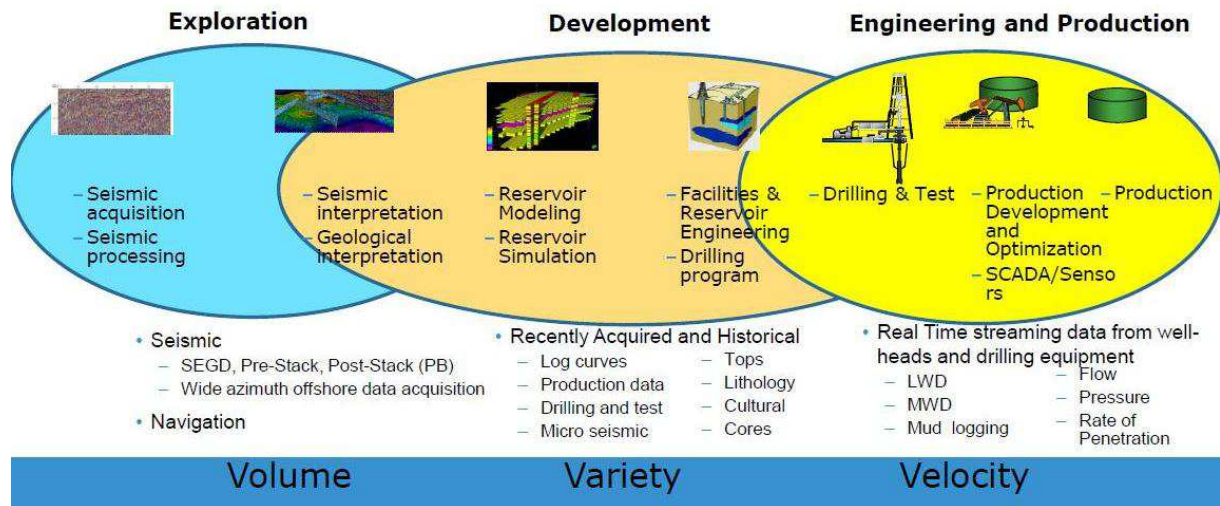 Exploration
Development
Engineering and Production
– Seismic
acquisition
– Seismic
processing
– Seismic
interpretation
– Geological
interpretation
– Reservoir
Modeling
– Reservoir
Simulation
– Facilities &
Reservoir
Engineering
– Drilling
program
– Drilling & Test
– Production
Development
and
Optimization
– SCADA/Senso
rs
– Production
• Seismic
– SEGD, Pre-Stack, Post-Stack (PB)
– Wide azimuth offshore data acquisition
• Navigation
• Recently Acquired and Historical
– Log curves
– Production data
– Drilling and test
– Micro seismic
– Tops
– Lithology
– Cultural
– Cores
• Real Time streaming data from well-
heads and drilling equipment
– LWD
– MWD
– Mud logging
– Flow
– Pressure
– Rate of
Penetration
Volume
Variety
Velocity